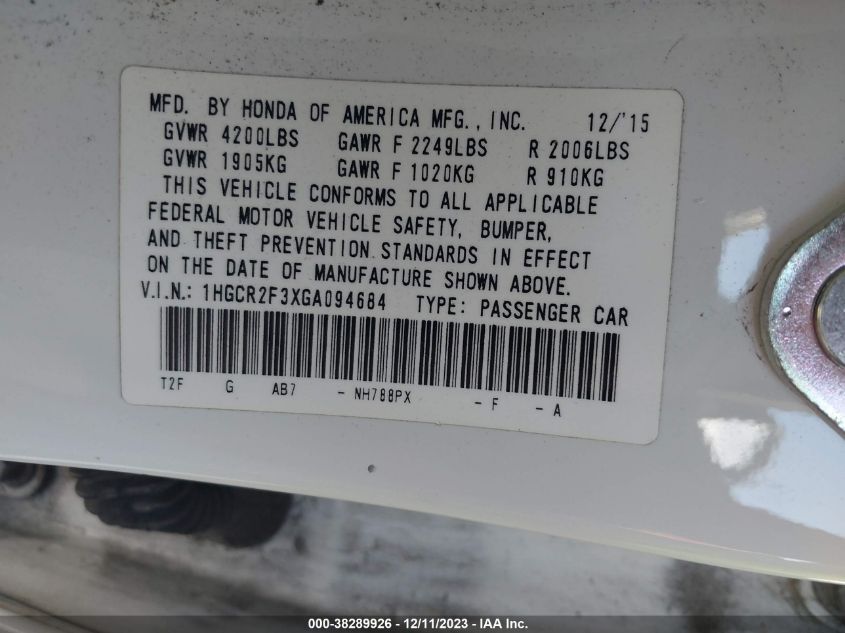 MFD. BY HONDA OF AMERICA MFG., INC. 12/'15
GVWR 4200LBS GAWR F 2249LBS R 2006LBS
GVWR 1905KG GAWR F 1020KG R 910KG
THIS VEHICLE CONFORMS TO ALL APPLICABLE
FEDERAL MOTOR VEHICLE SAFETY, BUMPER,
AND THEFT PREVENTION STANDARDS IN EFFECT
ON THE DATE OF MANUFACTURE SHOWN ABOVE.
V.I.N.: 1HGCR2F3XGA094684 TYPE: PASSENGER CAR
T2F G AB7 - NH788PX - F - A
000-38289926 - 12/11/2023 - IAA Inc.